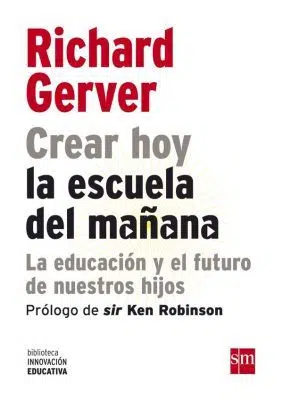 Richard
Gerver
Crear hoy
la escuela
del mañana
La educación y el futuro
de nuestros hijos
Prólogo de sir Ken Robinson
biblioteca
INNOVACIÓN
EDUCATIVA
sm